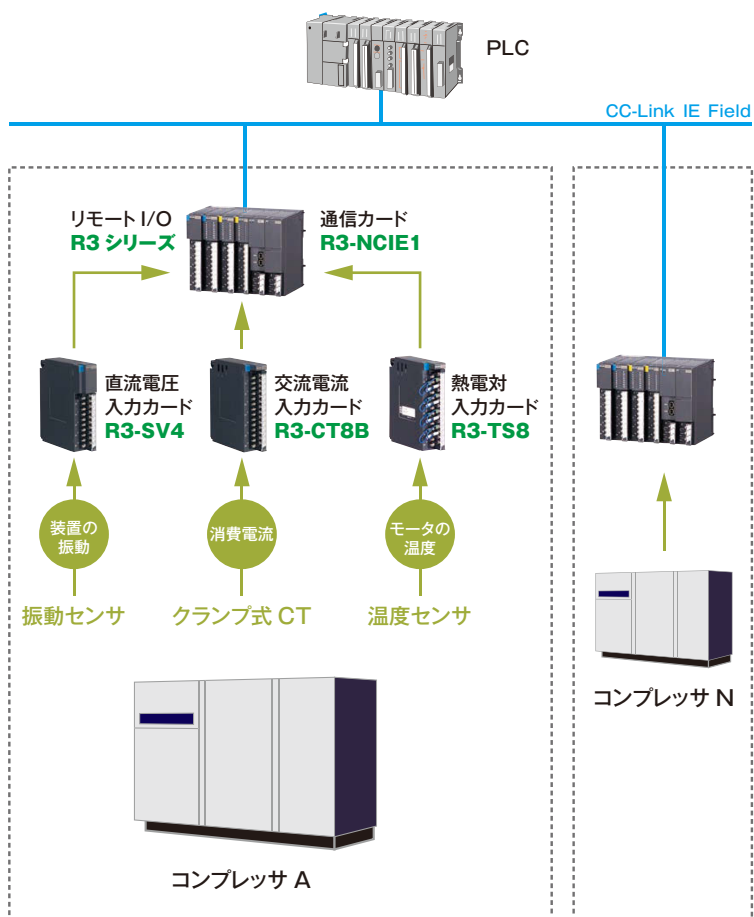 PLC
CC-Link IE Field
リモート I/O
R3 シリーズ
通信カード
R3-NCIE1
直流電圧
入力カード
R3-SV4
交流電流
入力カード
R3-CT8B
熱電対
入力カード
R3-TS8
装置の
振動
消費電流
モータの
温度
振動センサ
クランプ式 CT
温度センサ
コンプレッサ N
コンプレッサ A